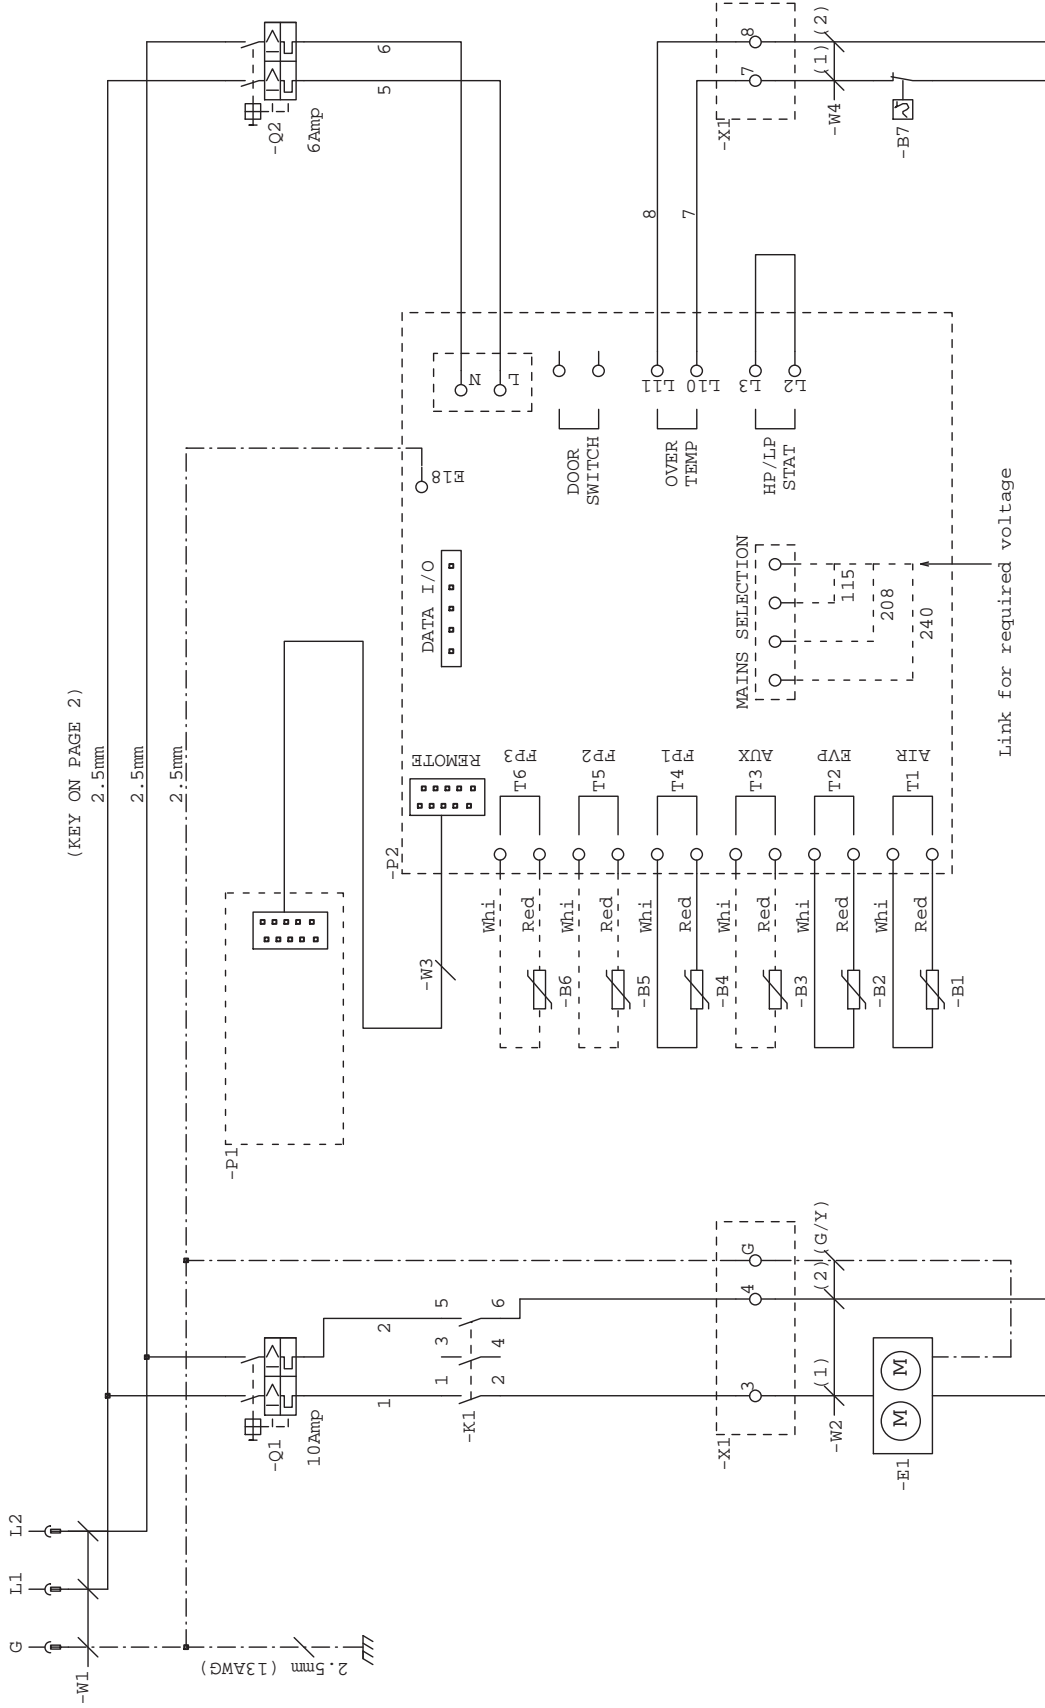 (KEY ON PAGE 2)
2.5mm
2.5mm
2.5mm
G
L1
L2
-W1
2.5mm (13AWG)
-Q1
10Amp
1
2
-K1
1
2
3
4
5
6
-X1
3
4
G
-W2
(1)
(2)
(G/Y)
-E1
M
M
-P1
-W3
-P2
REMOTE
DATA I/O
E18
-Q2
6Amp
5
6
N
L
DOOR
SWITCH
OVER
TEMP
L11
L10
HP/LP
STAT
L3
L2
8
7
-X1
7
8
-W4
(1)
(2)
-B7
MAINS SELECTION
115
208
240
Link for required voltage
T6
FP3
Whi
Red
-B6
T5
FP2
Whi
Red
-B5
T4
FP1
Whi
Red
-B4
T3
AUX
Whi
Red
-B3
T2
EVP
Whi
Red
-B2
T1
AIR
Whi
Red
-B1